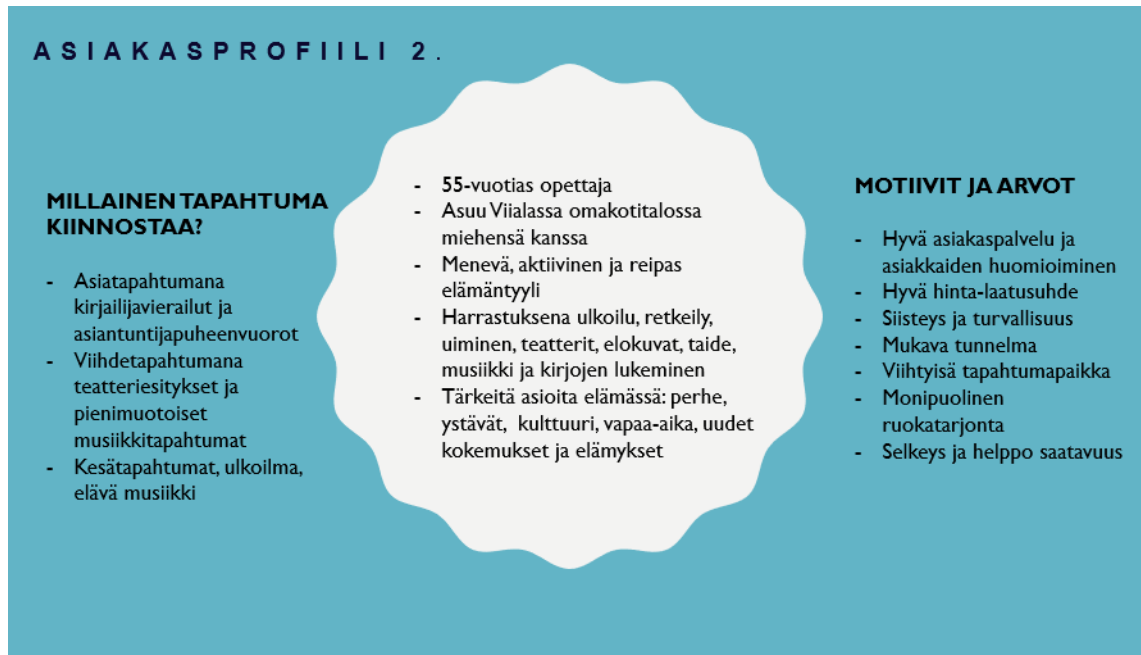 ASIAKASPROFIILI 2.
MILLAINEN TAPAHTUMA
KIINNOSTAA?
- Asiatapahtumana
kirjailijavierailut ja
asiantuntijapuheenvuorot
- Viihdetapahtumana
teatteriesitykset ja
pienimuotoiset
musiikkitapahtumat
- Kesätapahtumat, ulkoilma,
elävä musiikki
- 55-vuotias opettaja
- Asuu Viialassa omakotitalossa
miehensä kanssa
- Menevä, aktiivinen ja reipas
elämäntyyli
- Harrastuksena ulkoilu, retkeily,
uiminen, teatterit, elokuvat, taide,
musiikki ja kirjojen lukeminen
- Tärkeitä asioita elämässä: perhe,
ystävät, kulttuuri, vapaa-aika, uudet
kokemukset ja elämykset
MOTIIVIT JA ARVOT
- Hyvä asiakaspalvelu ja
asiakkaiden huomioiminen
- Hyvä hinta-laatusuhde
- Siisteys ja turvallisuus
- Mukava tunnelma
- Viihtyisä tapahtumapaikka
- Monipuolinen
ruokatarjonta
- Selkeys ja helppo saatavuus